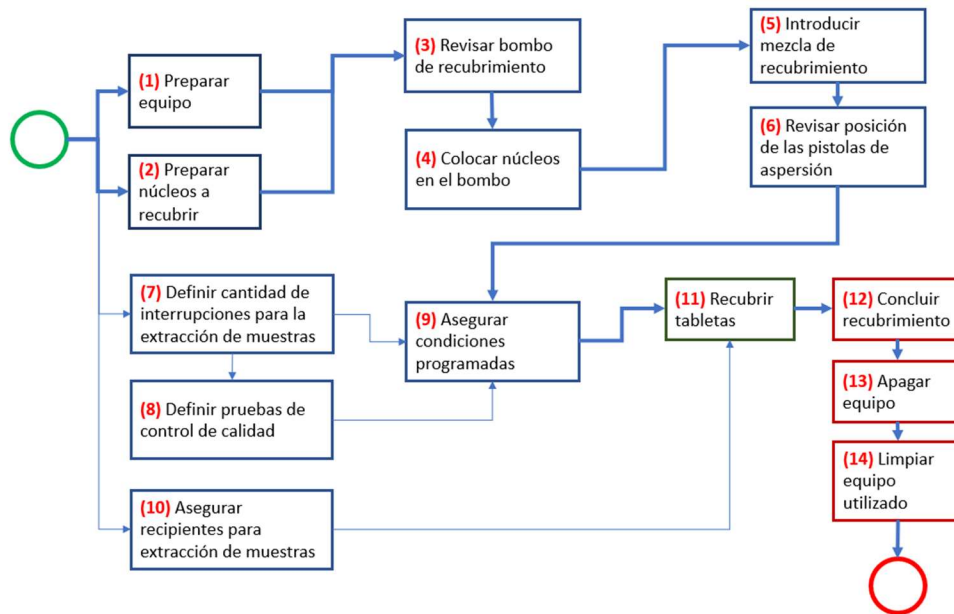 (1) Preparar
equipo
(2) Preparar
núcleos a
recubrir
(3) Revisar bombo
de recubrimiento
(4) Colocar núcleos
en el bombo
(5) Introducir
mezcla de
recubrimiento
(6) Revisar posición
de las pistolas de
aspersión
(7) Definir cantidad de
interrupciones para la
extracción de muestras
(8) Definir pruebas de
control de calidad
(9) Asegurar
condiciones
programadas
(10) Asegurar
recipientes para
extracción de muestras
(11) Recubrir
tabletas
(12) Concluir
recubrimiento
(13) Apagar
equipo
(14) Limpiar
equipo
utilizado